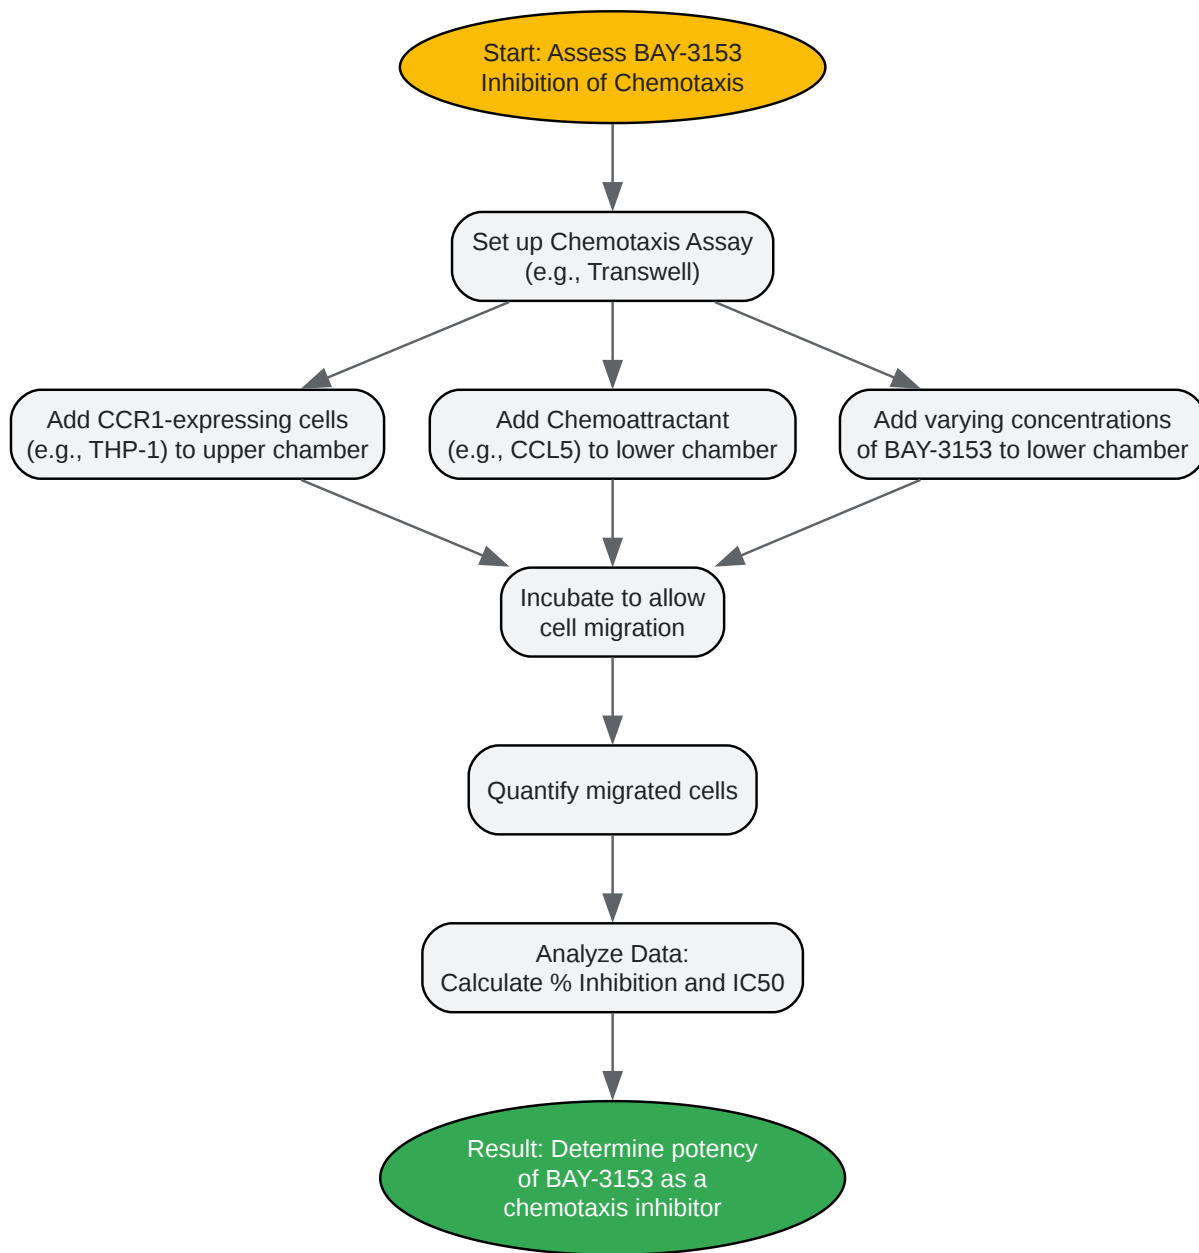 Start: Assess BAY-3153
Inhibition of Chemotaxis
Set up Chemotaxis Assay
(e.g., Transwell)
Add CCR1-expressing cells
(e.g., THP-1) to upper chamber
Add Chemoattractant
(e.g., CCL5) to lower chamber
Add varying concentrations
of BAY-3153 to lower chamber
Incubate to allow
cell migration
Quantify migrated cells
Analyze Data:
Calculate % Inhibition and IC50
Result: Determine potency
of BAY-3153 as a
chemotaxis inhibitor